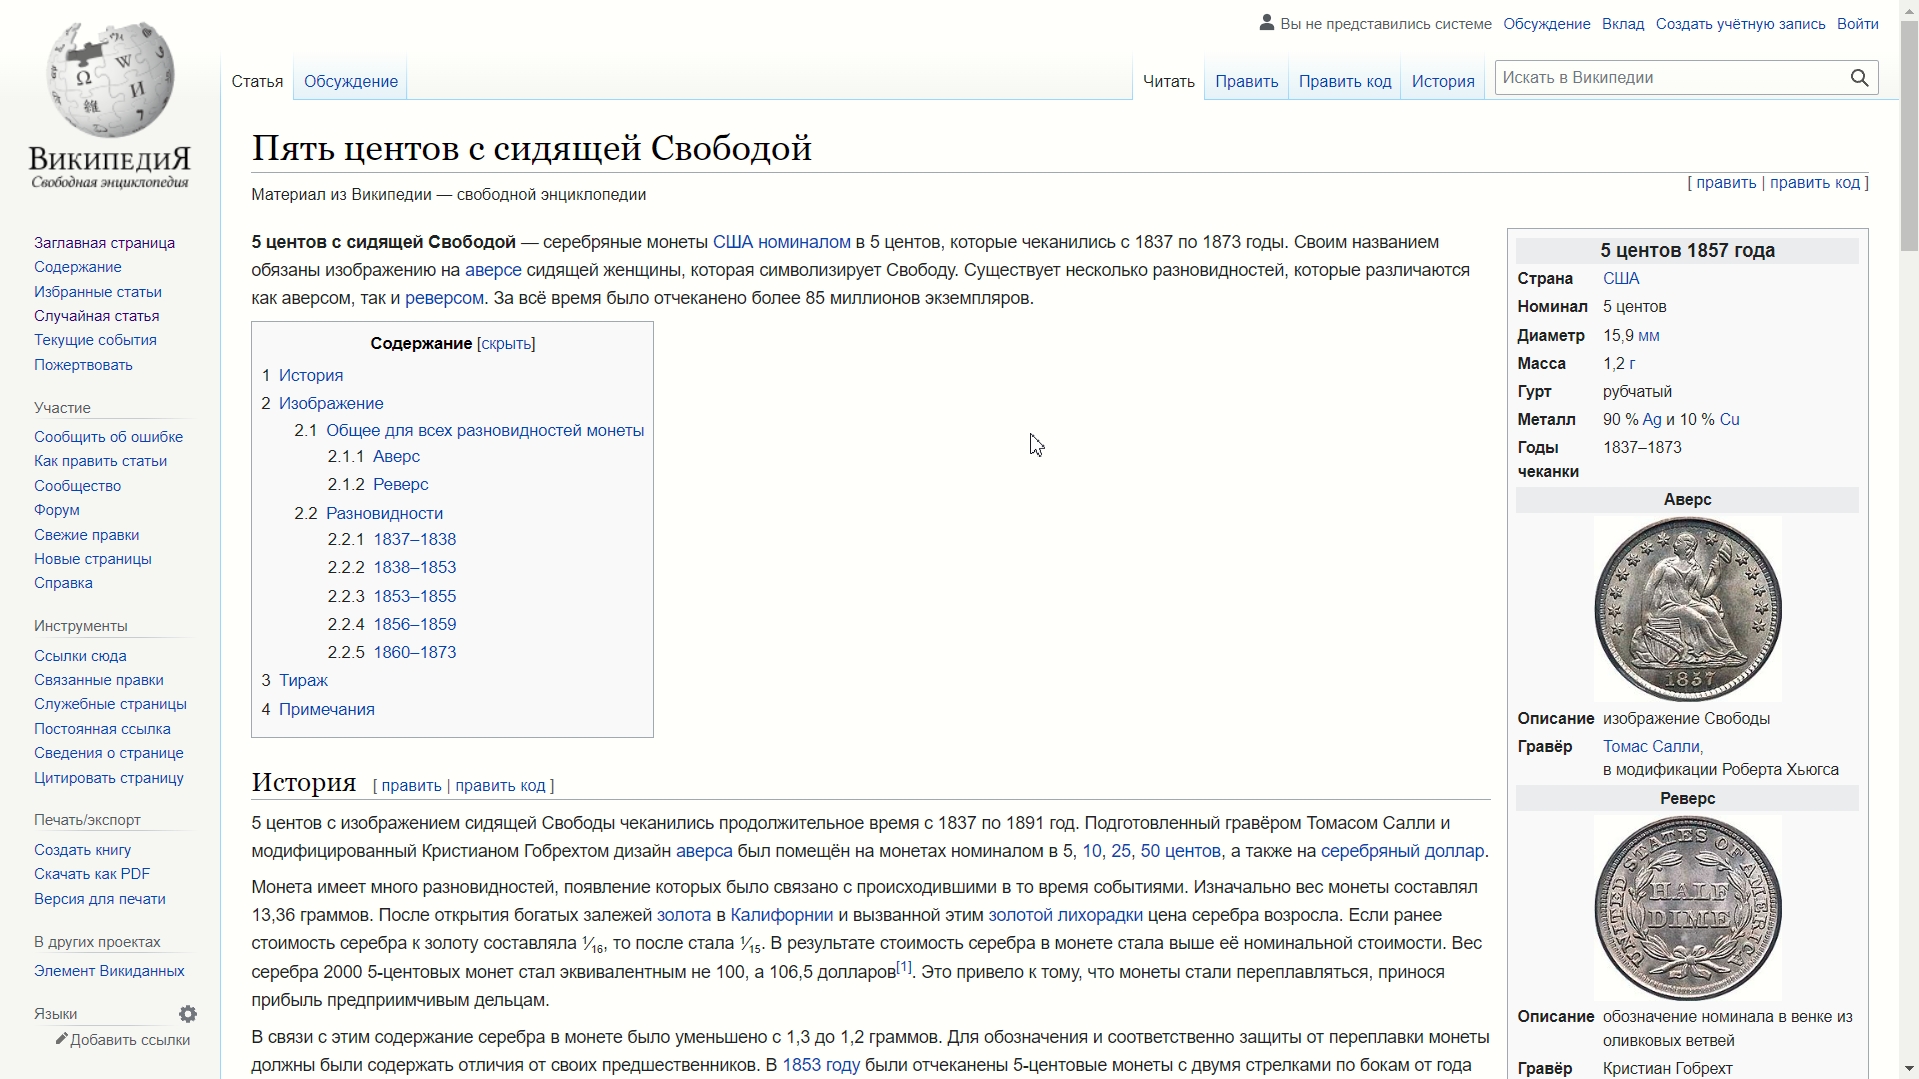 Вы не представились системе Обсуждение Вклад Создать учётную запись Войти
Статья Обсуждение Читать Править Править код История Искать в Википедии
ВикипедиЯ
Свободная энциклопедия
Заглавная страница
Содержание
Избранные статьи
Случайная статья
Текущие события
Пожертвовать
Участие
Сообщить об ошибке
Как править статьи
Сообщество
Форум
Свежие правки
Новые страницы
Справка
Инструменты
Ссылки сюда
Связанные правки
Служебные страницы
Постоянная ссылка
Сведения о странице
Цитировать страницу
Печать/экспорт
Создать книгу
Скачать как PDF
Версия для печати
В других проектах
Элемент Викиданных
Языки
Добавить ссылки
Пять центов с сидящей Свободой
Материал из Википедии — свободной энциклопедии
[ править | править код ]
5 центов с сидящей Свободой — серебряные монеты США номиналом в 5 центов, которые чеканились с 1837 по 1873 годы. Своим названием
обязаны изображению на аверсе сидящей женщины, которая символизирует Свободу. Существует несколько разновидностей, которые различаются
как аверсом, так и реверсом. За всё время было отчеканено более 85 миллионов экземпляров.
Содержание [скрыть]
1 История
2 Изображение
2.1 Общее для всех разновидностей монеты
2.1.1 Аверс
2.1.2 Реверс
2.2 Разновидности
2.2.1 1837–1838
2.2.2 1838–1853
2.2.3 1853–1855
2.2.4 1856–1859
2.2.5 1860–1873
3 Тираж
4 Примечания
История [ править | править код ]
5 центов с изображением сидящей Свободы чеканились продолжительное время с 1837 по 1891 год. Подготовленный гравёром Томасом Салли и
модифицированный Кристианом Гобрехтом дизайн аверса был помещён на монетах номиналом в 5, 10, 25, 50 центов, а также на серебряный доллар.
Монета имеет много разновидностей, появление которых было связано с происходившими в то время событиями. Изначально вес монеты составлял
13,36 граммов. После открытия богатых залежей золота в Калифорнии и вызванной этим золотой лихорадки цена серебра возросла. Если ранее
стоимость серебра к золоту составляла 1⁄16, то после стала 1⁄15. В результате стоимость серебра в монете стала выше её номинальной стоимости. Вес
серебра 2000 5-центовых монет стал эквивалентным не 100, а 106,5 долларов[1]. Это привело к тому, что монеты стали переплавляться, принося
прибыль предприимчивым дельцам.
В связи с этим содержание серебра в монете было уменьшено с 1,3 до 1,2 граммов. Для обозначения и соответственно защиты от переплавки монеты
должны были содержать отличия от своих предшественников. В 1853 году были отчеканены 5-центовые монеты с двумя стрелками по бокам от года
5 центов 1857 года
Страна США
Номинал 5 центов
Диаметр 15,9 мм
Масса 1,2 г
Гурт рубчатый
Металл 90 % Ag и 10 % Cu
Годы 1837–1873
чеканки
Аверс
1857
Описание изображение Свободы
Гравёр Томас Салли,
в модификации Роберта Хьюгса
Реверс
UNITED STATES OF AMERICA
HALF
DIME
Описание обозначение номинала в венке из
оливковых ветвей
Гравёр Кристиан Гобрехт